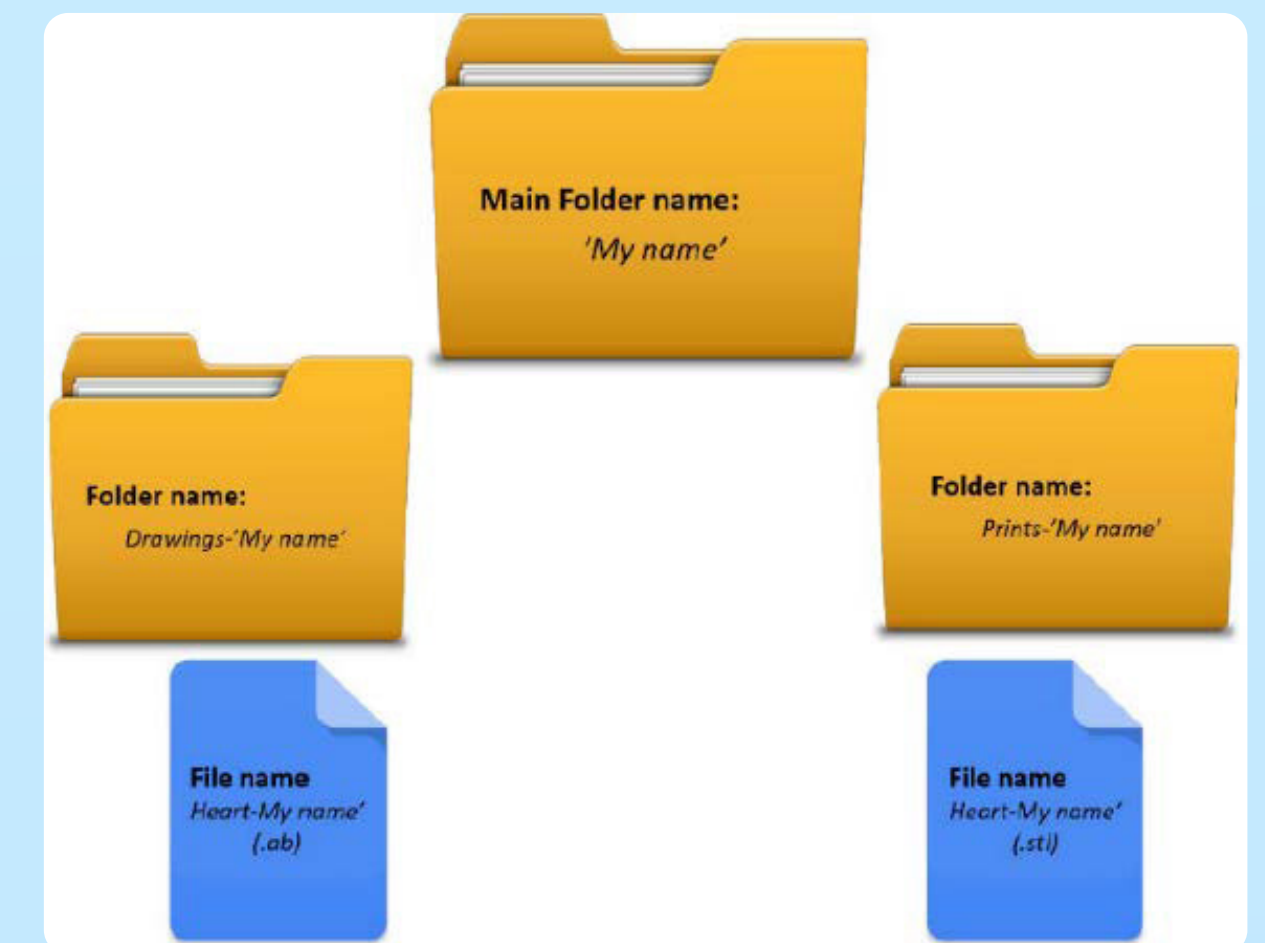 Main Folder name:
'My name'
Folder name:
Drawings-'My name'
Folder name:
Prints-'My name'
File name
Heart-My name'
(.ab)
File name
Heart-My name'
(.stl)